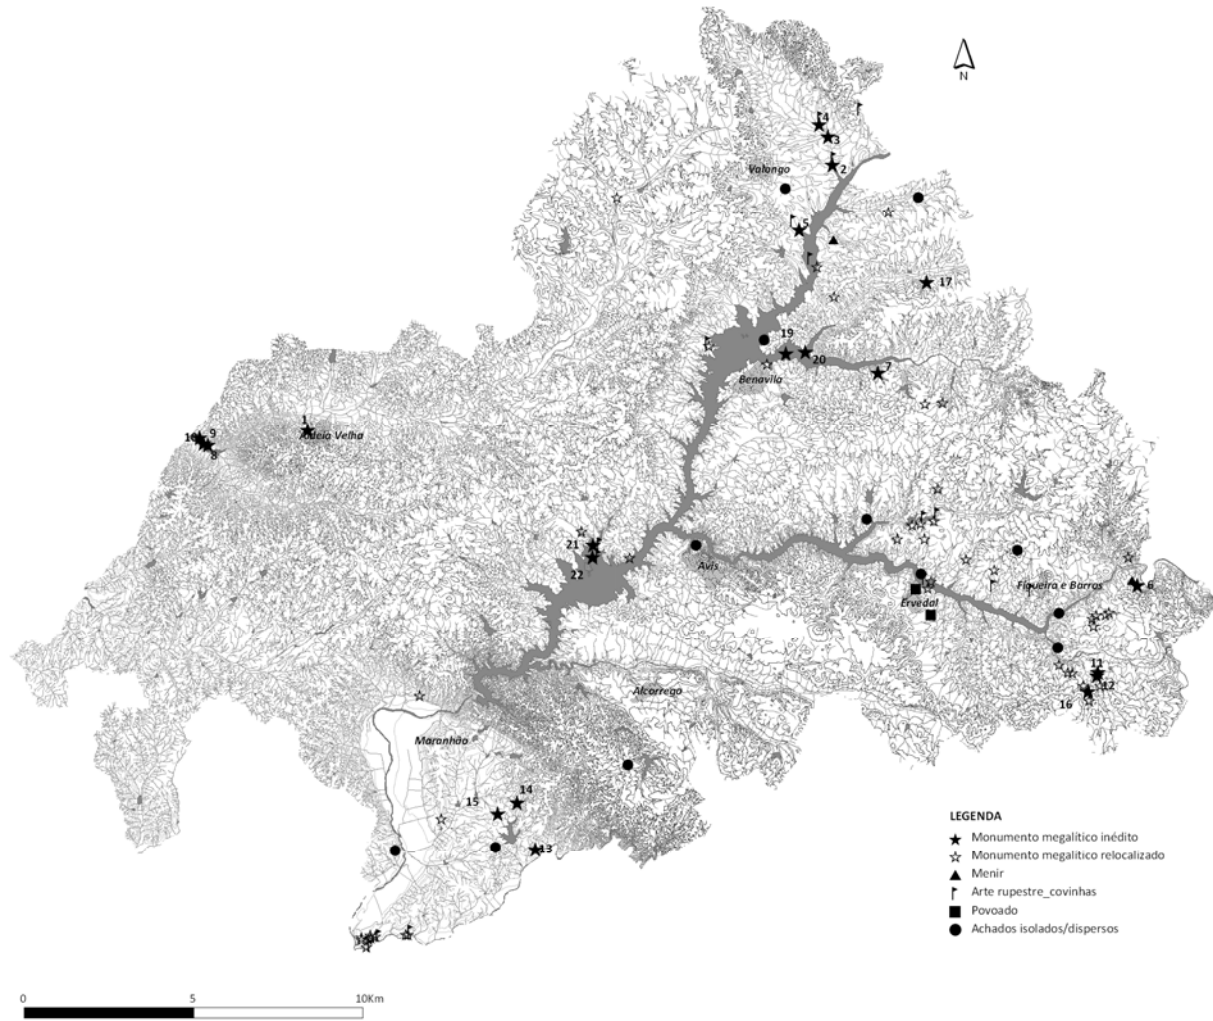 N
4
3
2
Valongo
5
17
19
20
7
Benavila
1
Aldeia Velha
10
9
8
21
22
Avis
Figueira e Barros
6
Ervedal
11
12
16
Alcorrego
Maranhão
14
15
13
LEGENDA
Monumento megalítico inédito
Monumento megalítico relocalizado
Menir
Arte rupestre_covinhas
Povoado
Achados isolados/dispersos
0 5 10Km